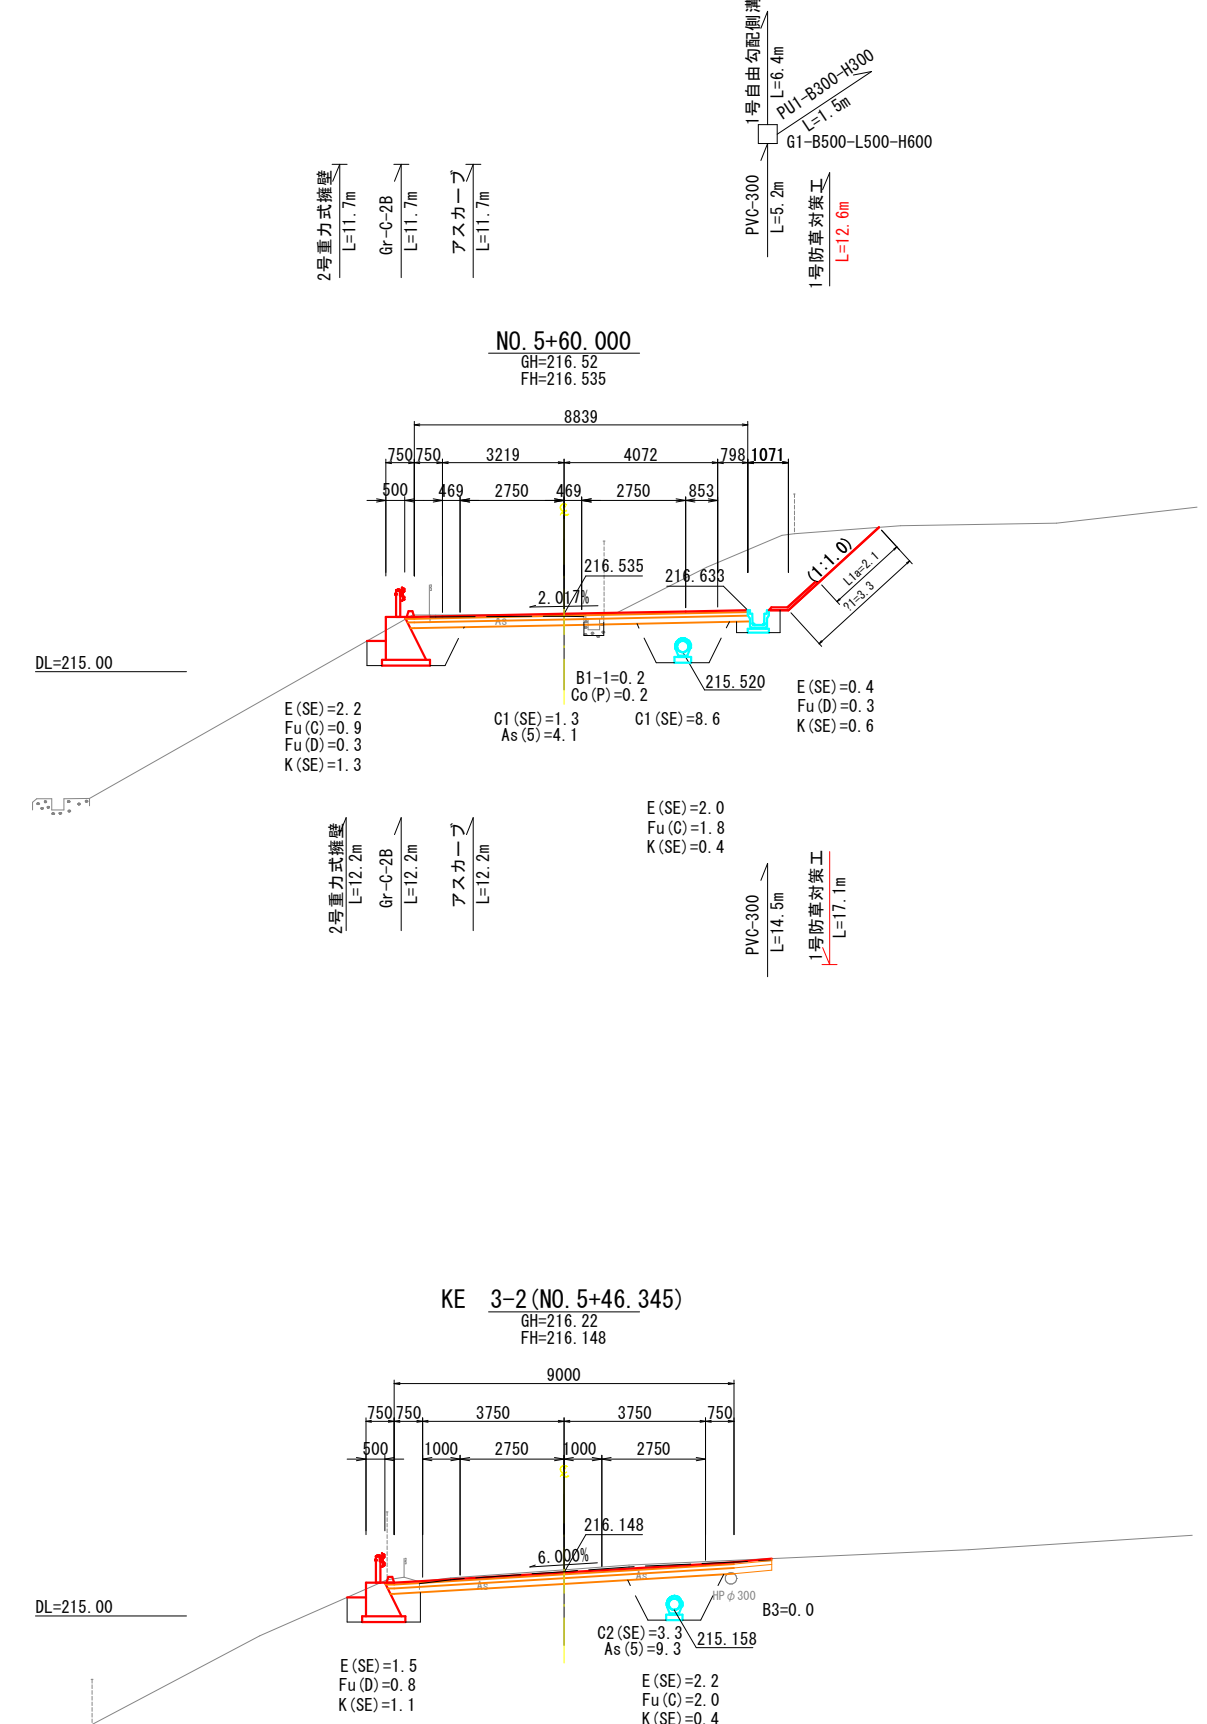 1号自由勾配側溝
L=6.4m
PU1-B300-H300
L=1.5m
G1-B500-L500-H600
2号重力式擁壁
L=11.7m
Gr-C-2B
L=11.7m
アスカーブ
L=11.7m
PVC-300
L=5.2m
1号防草対策工
L=12.6m
NO.5+60.000
GH=216.52
FH=216.535
8839
750
750
3219
4072
798
1071
500
469
2750
469
2750
853
216.535
216.633
2.017%
As
(1:1.0)
L1a=2.1
?1=3.3
DL=215.00
B1-1=0.2
Co(P)=0.2
215.520
E(SE)=2.2
Fu(C)=0.9
Fu(D)=0.3
K(SE)=1.3
C1(SE)=1.3
As(5)=4.1
C1(SE)=8.6
E(SE)=0.4
Fu(D)=0.3
K(SE)=0.6
E(SE)=2.0
Fu(C)=1.8
K(SE)=0.4
2号重力式擁壁
L=12.2m
Gr-C-2B
L=12.2m
アスカーブ
L=12.2m
PVC-300
L=14.5m
1号防草対策工
L=17.1m
KE 3-2(NO.5+46.345)
GH=216.22
FH=216.148
9000
750
750
3750
3750
750
500
1000
2750
1000
2750
216.148
6.000%
As
As
HPφ300
DL=215.00
B3=0.0
C2(SE)=3.3
As(5)=9.3
215.158
E(SE)=1.5
Fu(D)=0.8
K(SE)=1.1
E(SE)=2.2
Fu(C)=2.0
K(SE)=0.4